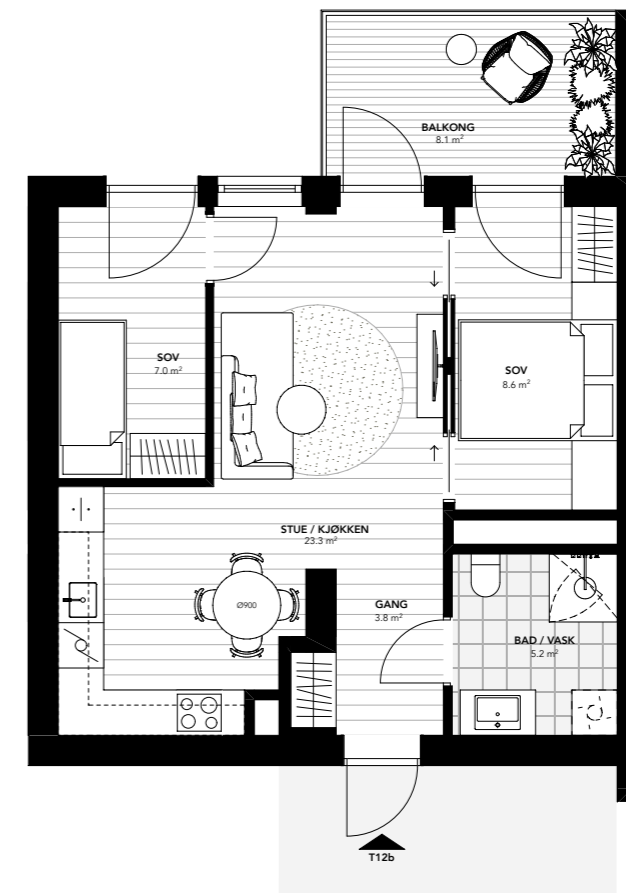 BALKONG
8.1 m²
SOV
7.0 m²
SOV
8.6 m²
STUE / KJØKKEN
23.3 m²
Ø900
GANG
3.8 m²
BAD / VASK
5.2 m²
T12b